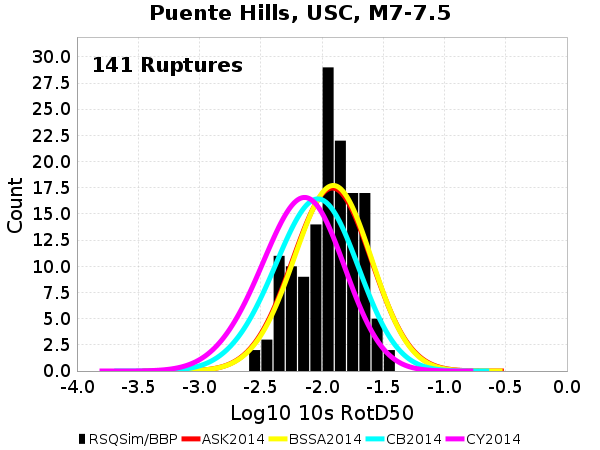 Puente Hills, USC, M7-7.5
141 Ruptures
30.0
27.5
25.0
22.5
20.0
17.5
15.0
12.5
10.0
7.5
5.0
2.5
0.0
Count
-4.0 -3.5 -3.0 -2.5 -2.0 -1.5 -1.0 -0.5 0.0
Log10 10s RotD50
RSQSim/BBP ASK2014 BSSA2014 CB2014 CY2014